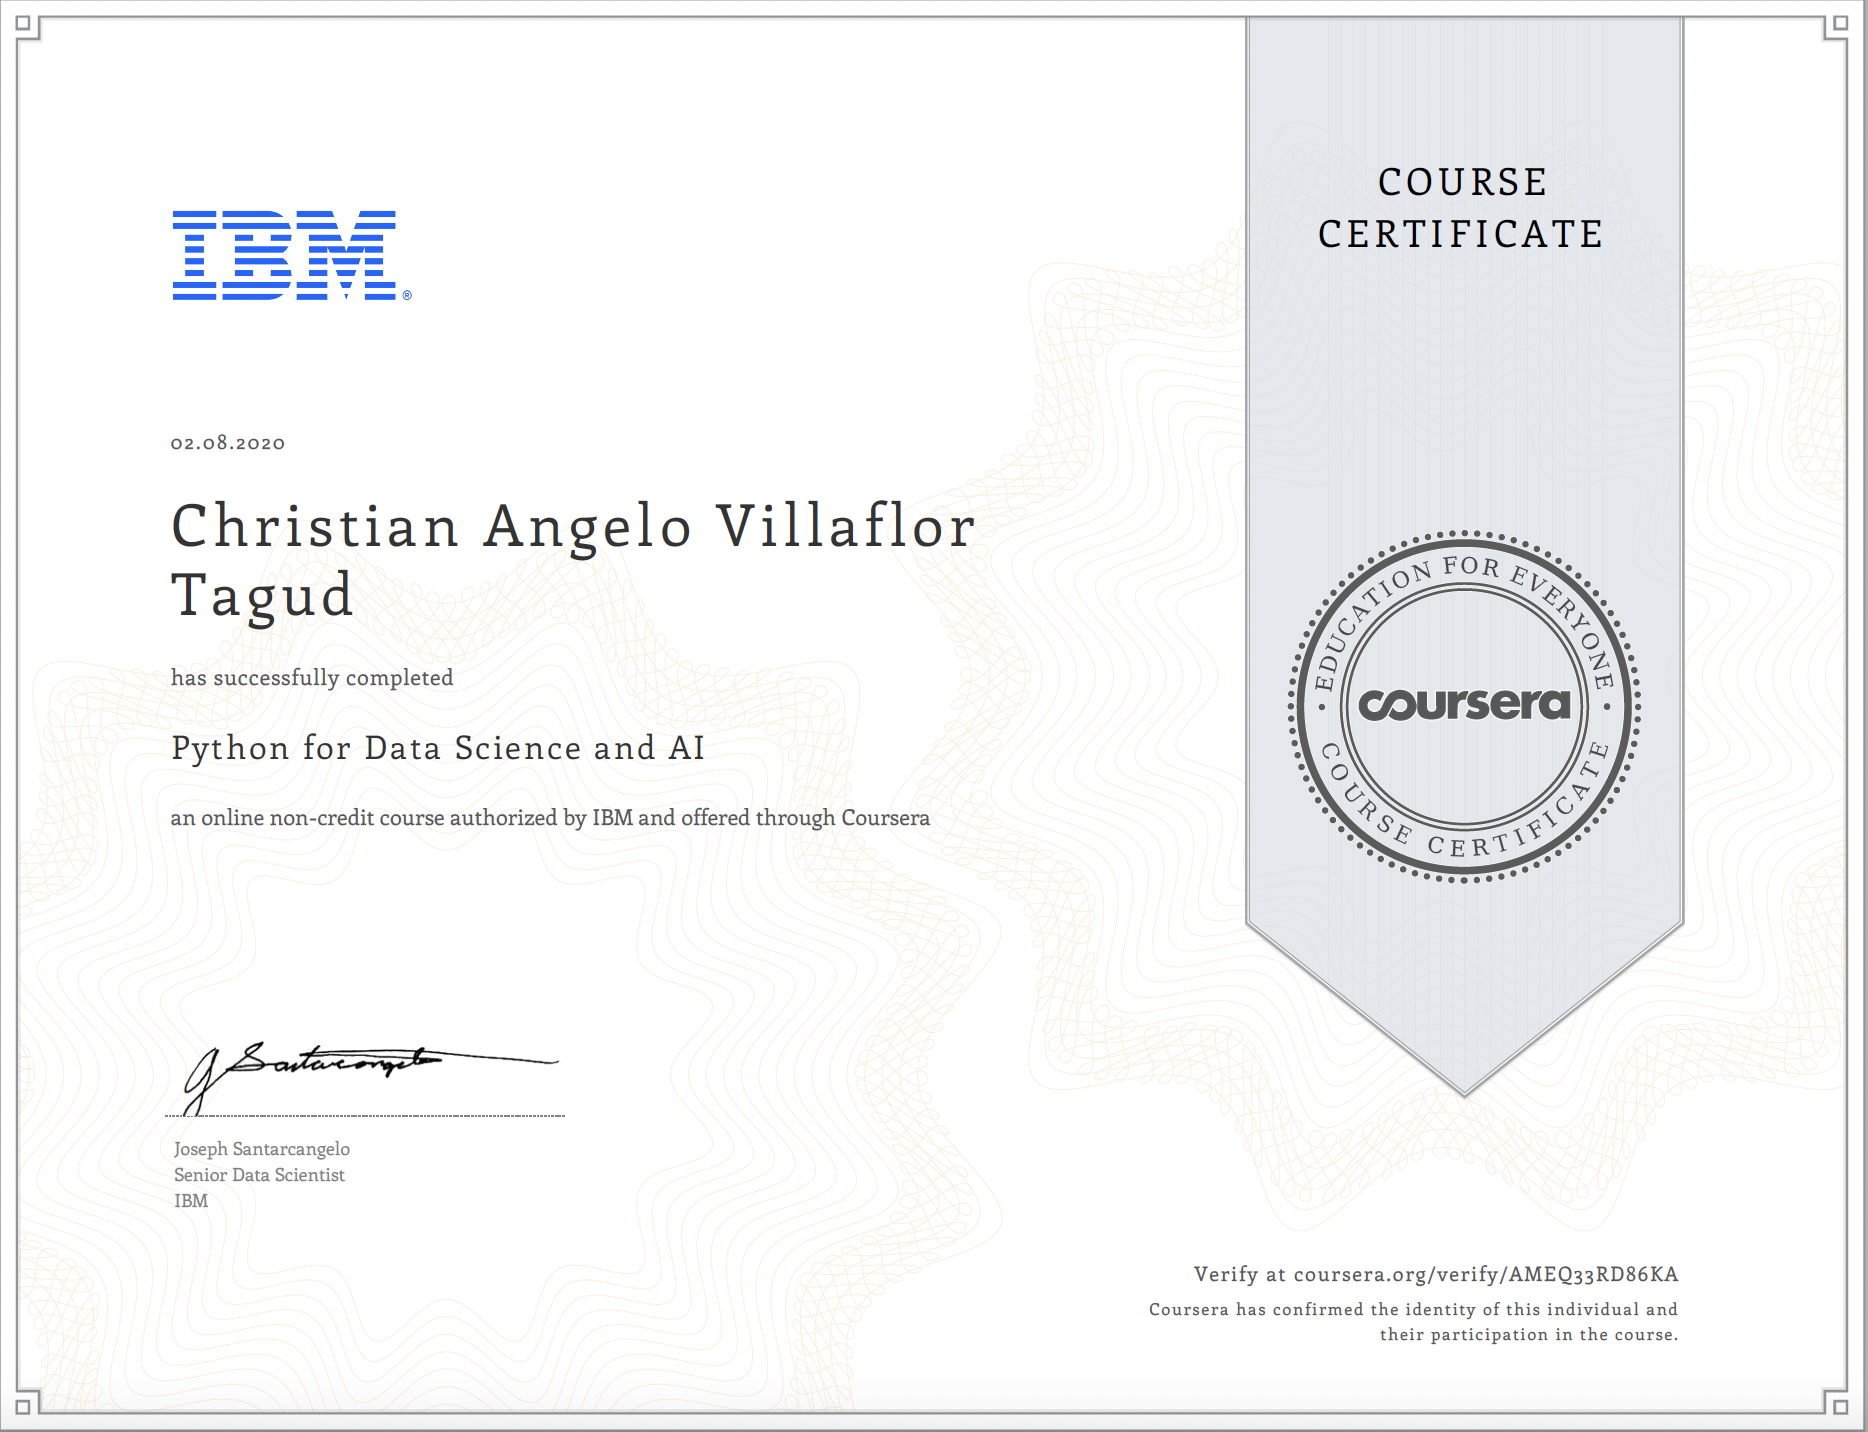 IBM®
COURSE
CERTIFICATE
02.08.2020
Christian Angelo Villaflor
Tagud
has successfully completed
Python for Data Science and AI
an online non-credit course authorized by IBM and offered through Coursera
EDUCATION FOR EVERYONE
coursera
COURSE CERTIFICATE
J Santarcangelo
Joseph Santarcangelo
Senior Data Scientist
IBM
Verify at coursera.org/verify/AMEQ33RD86KA
Coursera has confirmed the identity of this individual and
their participation in the course.